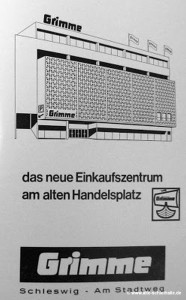 Grimme
Grimme
das neue Einkaufszentrum
am alten Handelsplatz
Grimme
Schleswig - Am Stadtweg